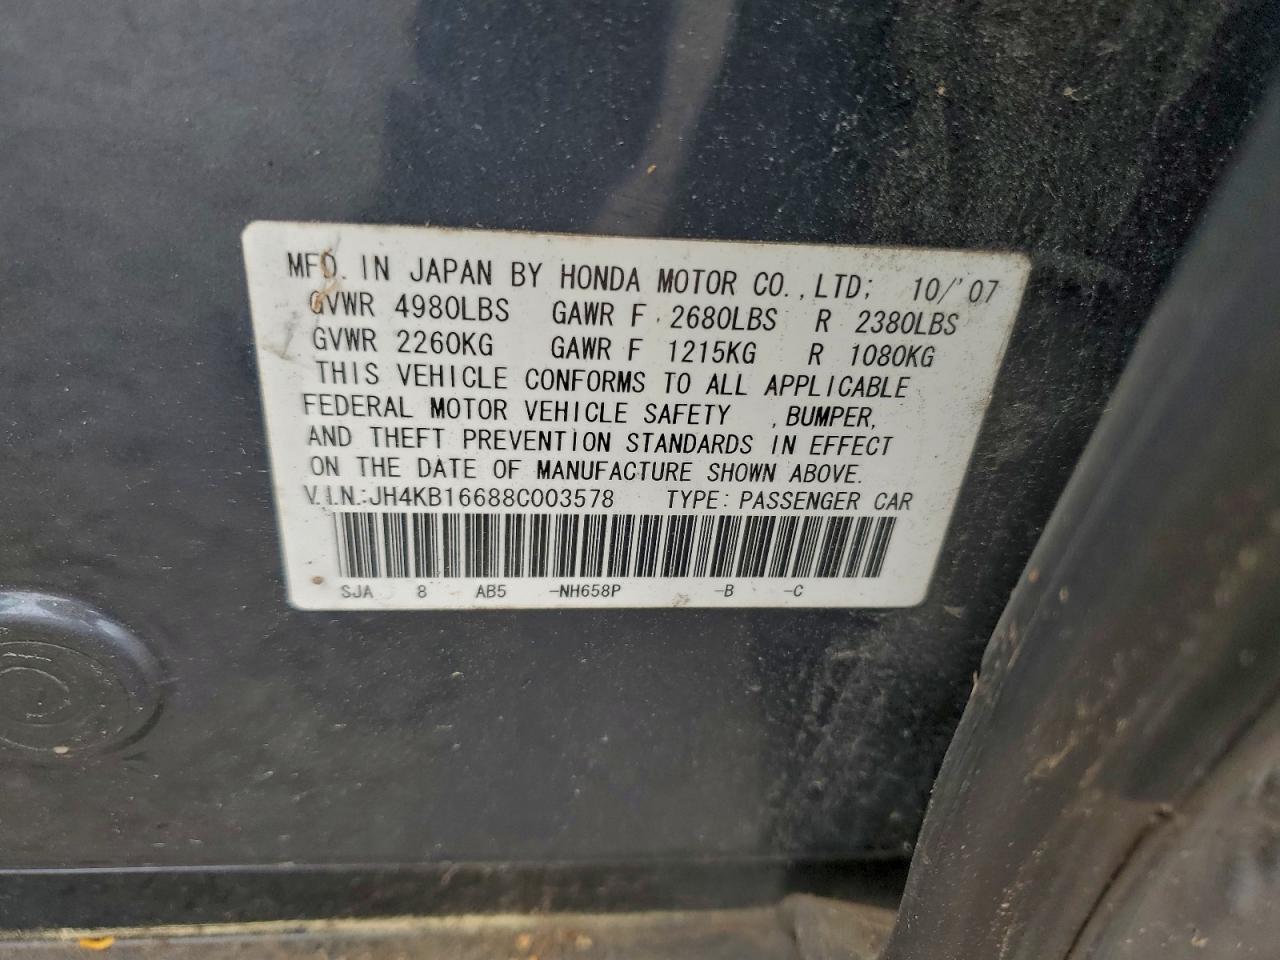 MFD. IN JAPAN BY HONDA MOTOR CO.,LTD; 10/'07
GVWR 4980LBS GAWR F 2680LBS R 2380LBS
GVWR 2260KG GAWR F 1215KG R 1080KG
THIS VEHICLE CONFORMS TO ALL APPLICABLE
FEDERAL MOTOR VEHICLE SAFETY ,BUMPER,
AND THEFT PREVENTION STANDARDS IN EFFECT
ON THE DATE OF MANUFACTURE SHOWN ABOVE.
V.I.N.:JH4KB16688C003578 TYPE:PASSENGER CAR
SJA 8 AB5 -NH658P -B -C